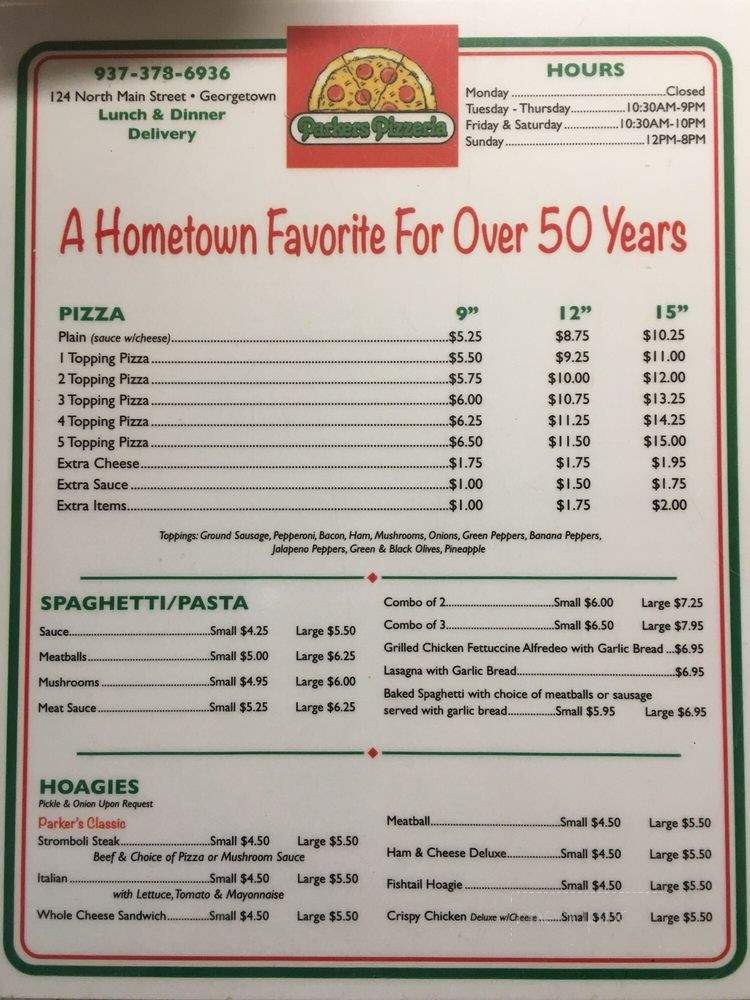 937-378-6936
124 North Main Street • Georgetown
Lunch & Dinner
Delivery
Parkers Pizzeria
HOURS
Monday.....Closed
Tuesday - Thursday.....10:30AM-9PM
Friday & Saturday.....10:30AM-10PM
Sunday.....12PM-8PM
A Hometown Favorite For Over 50 Years
PIZZA 9” 12” 15”
Plain (sauce w/cheese).....$5.25 $8.75 $10.25
1 Topping Pizza.....$5.50 $9.25 $11.00
2 Topping Pizza.....$5.75 $10.00 $12.00
3 Topping Pizza.....$6.00 $10.75 $13.25
4 Topping Pizza.....$6.25 $11.25 $14.25
5 Topping Pizza.....$6.50 $11.50 $15.00
Extra Cheese.....$1.75 $1.75 $1.95
Extra Sauce.....$1.00 $1.50 $1.75
Extra Items.....$1.00 $1.75 $2.00
Toppings: Ground Sausage, Pepperoni, Bacon, Ham, Mushrooms, Onions, Green Peppers, Banana Peppers,
Jalapeno Peppers, Green & Black Olives, Pineapple
SPAGHETTI/PASTA
Sauce.....Small $4.25 Large $5.50
Meatballs.....Small $5.00 Large $6.25
Mushrooms.....Small $4.95 Large $6.00
Meat Sauce.....Small $5.25 Large $6.25
Combo of 2.....Small $6.00 Large $7.25
Combo of 3.....Small $6.50 Large $7.95
Grilled Chicken Fettuccine Alfredeo with Garlic Bread ...$6.95
Lasagna with Garlic Bread.....$6.95
Baked Spaghetti with choice of meatballs or sausage
served with garlic bread.....Small $5.95 Large $6.95
HOAGIES
Pickle & Onion Upon Request
Parker's Classic
Stromboli Steak.....Small $4.50 Large $5.50
Beef & Choice of Pizza or Mushroom Sauce
Italian.....Small $4.50 Large $5.50
with Lettuce, Tomato & Mayonnaise
Whole Cheese Sandwich.....Small $4.50 Large $5.50
Meatball.....Small $4.50 Large $5.50
Ham & Cheese Deluxe.....Small $4.50 Large $5.50
Fishtail Hoagie.....Small $4.50 Large $5.50
Crispy Chicken Deluxe w/Cheese.....Small $4.50 Large $5.50